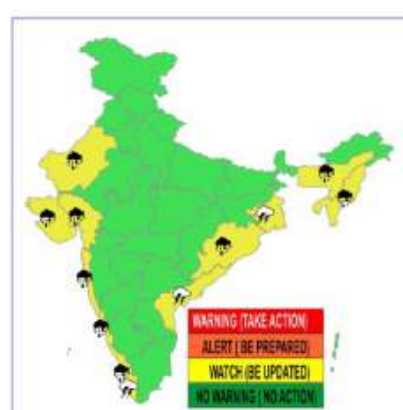 WARNING (TAKE ACTION)
ALERT ( BE PREPARED)
WATCH (BE UPDATED)
NO WARNING ( NO ACTION)